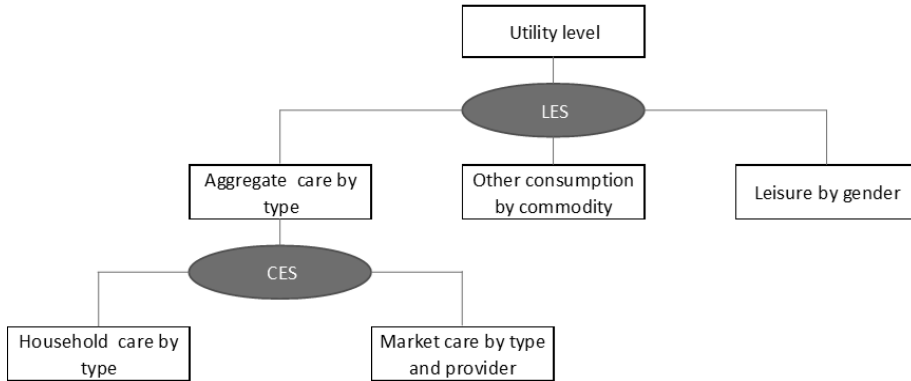 Utility level
LES
Aggregate care by
type
Other consumption
by commodity
Leisure by gender
CES
Household care by
type
Market care by type
and provider